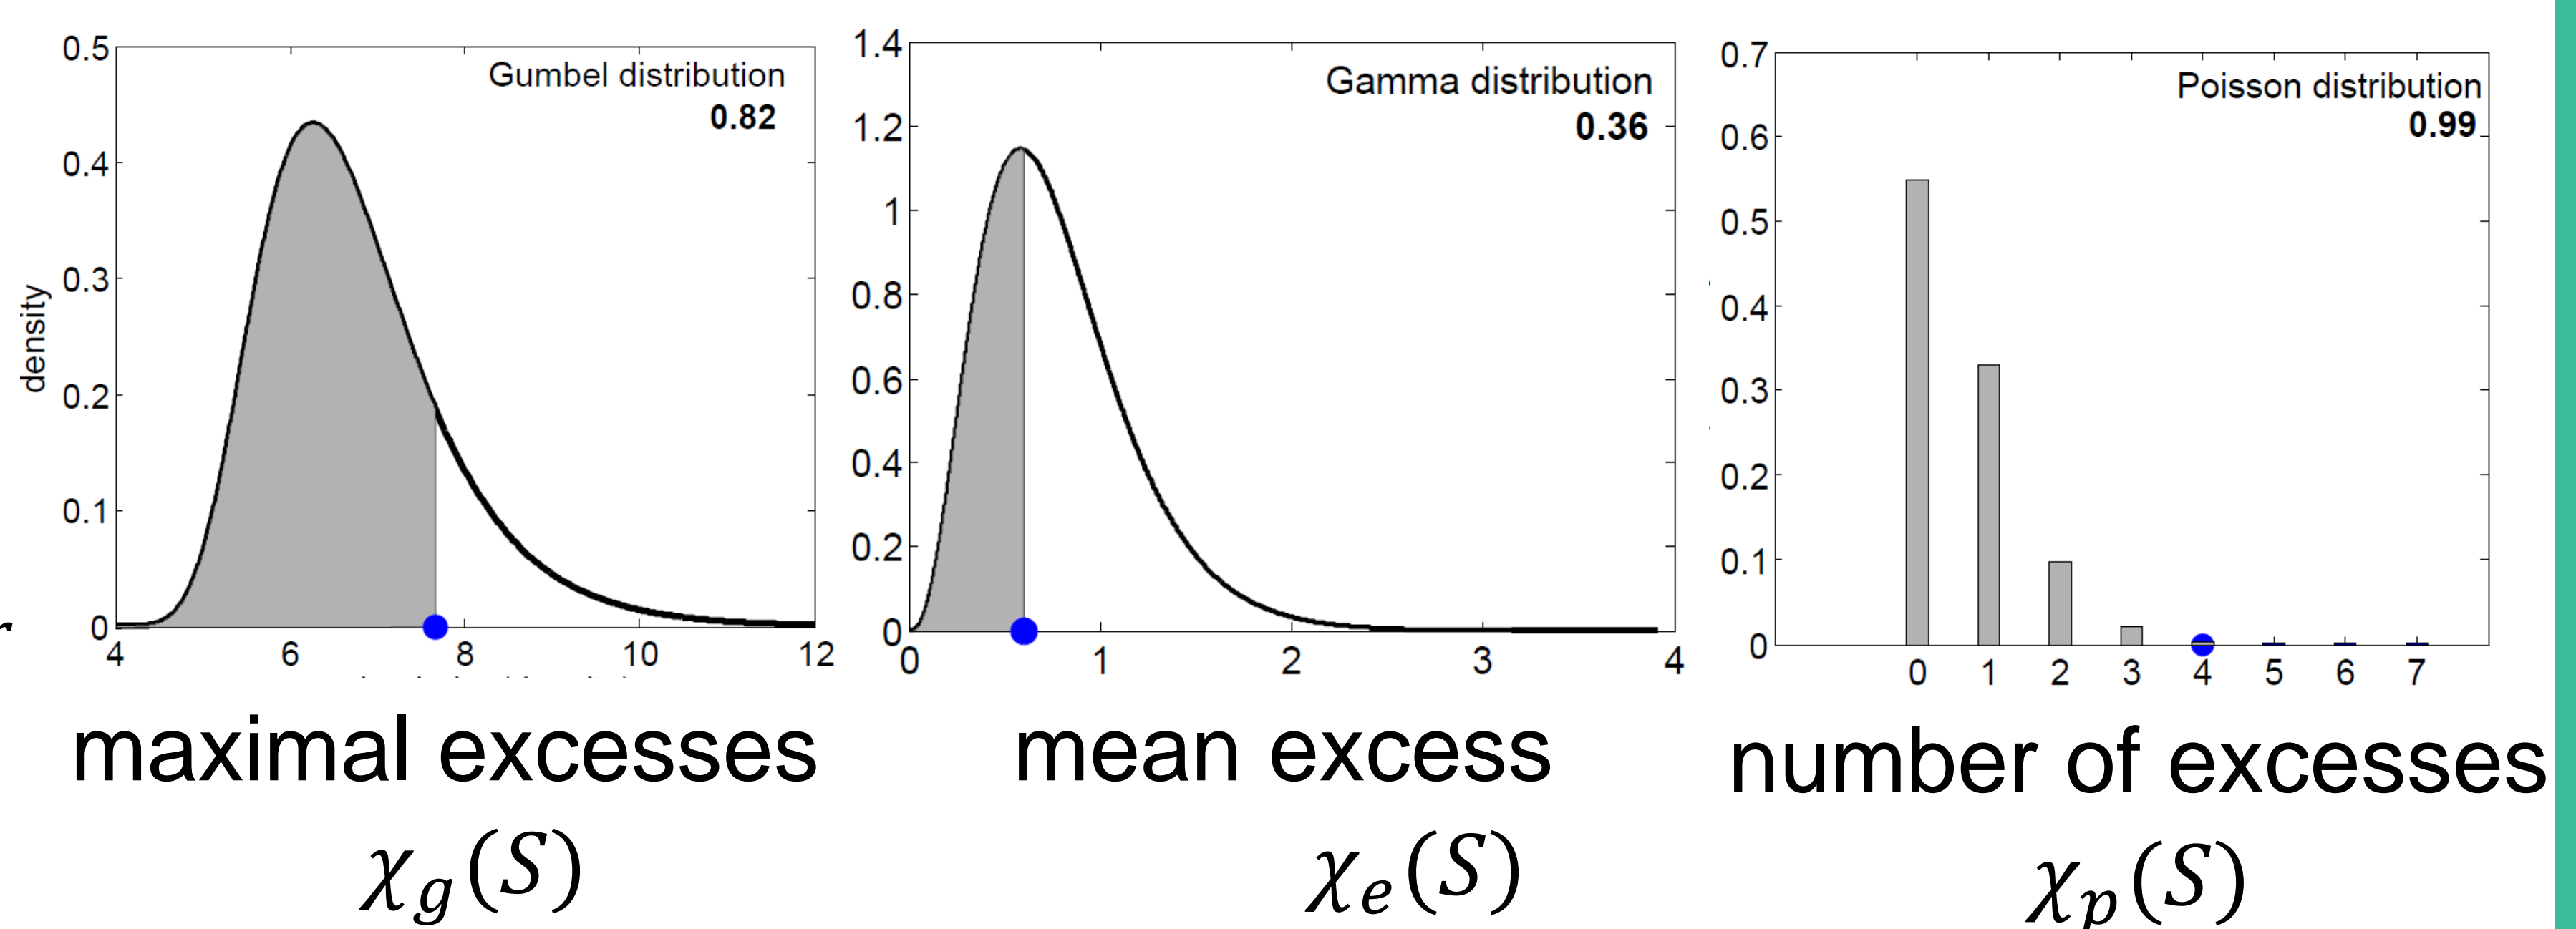 Gumbel distribution
0.82
0.5
0.4
0.3
0.2
0.1
0
density
4 6 8 10 12
maximal excesses
χg(S)
Gamma distribution
0.36
1.4
1.2
1
0.8
0.6
0.4
0.2
0
0 1 2 3 4
mean excess
χe(S)
Poisson distribution
0.99
0.7
0.6
0.5
0.4
0.3
0.2
0.1
0
0 1 2 3 4 5 6 7
number of excesses
χp(S)